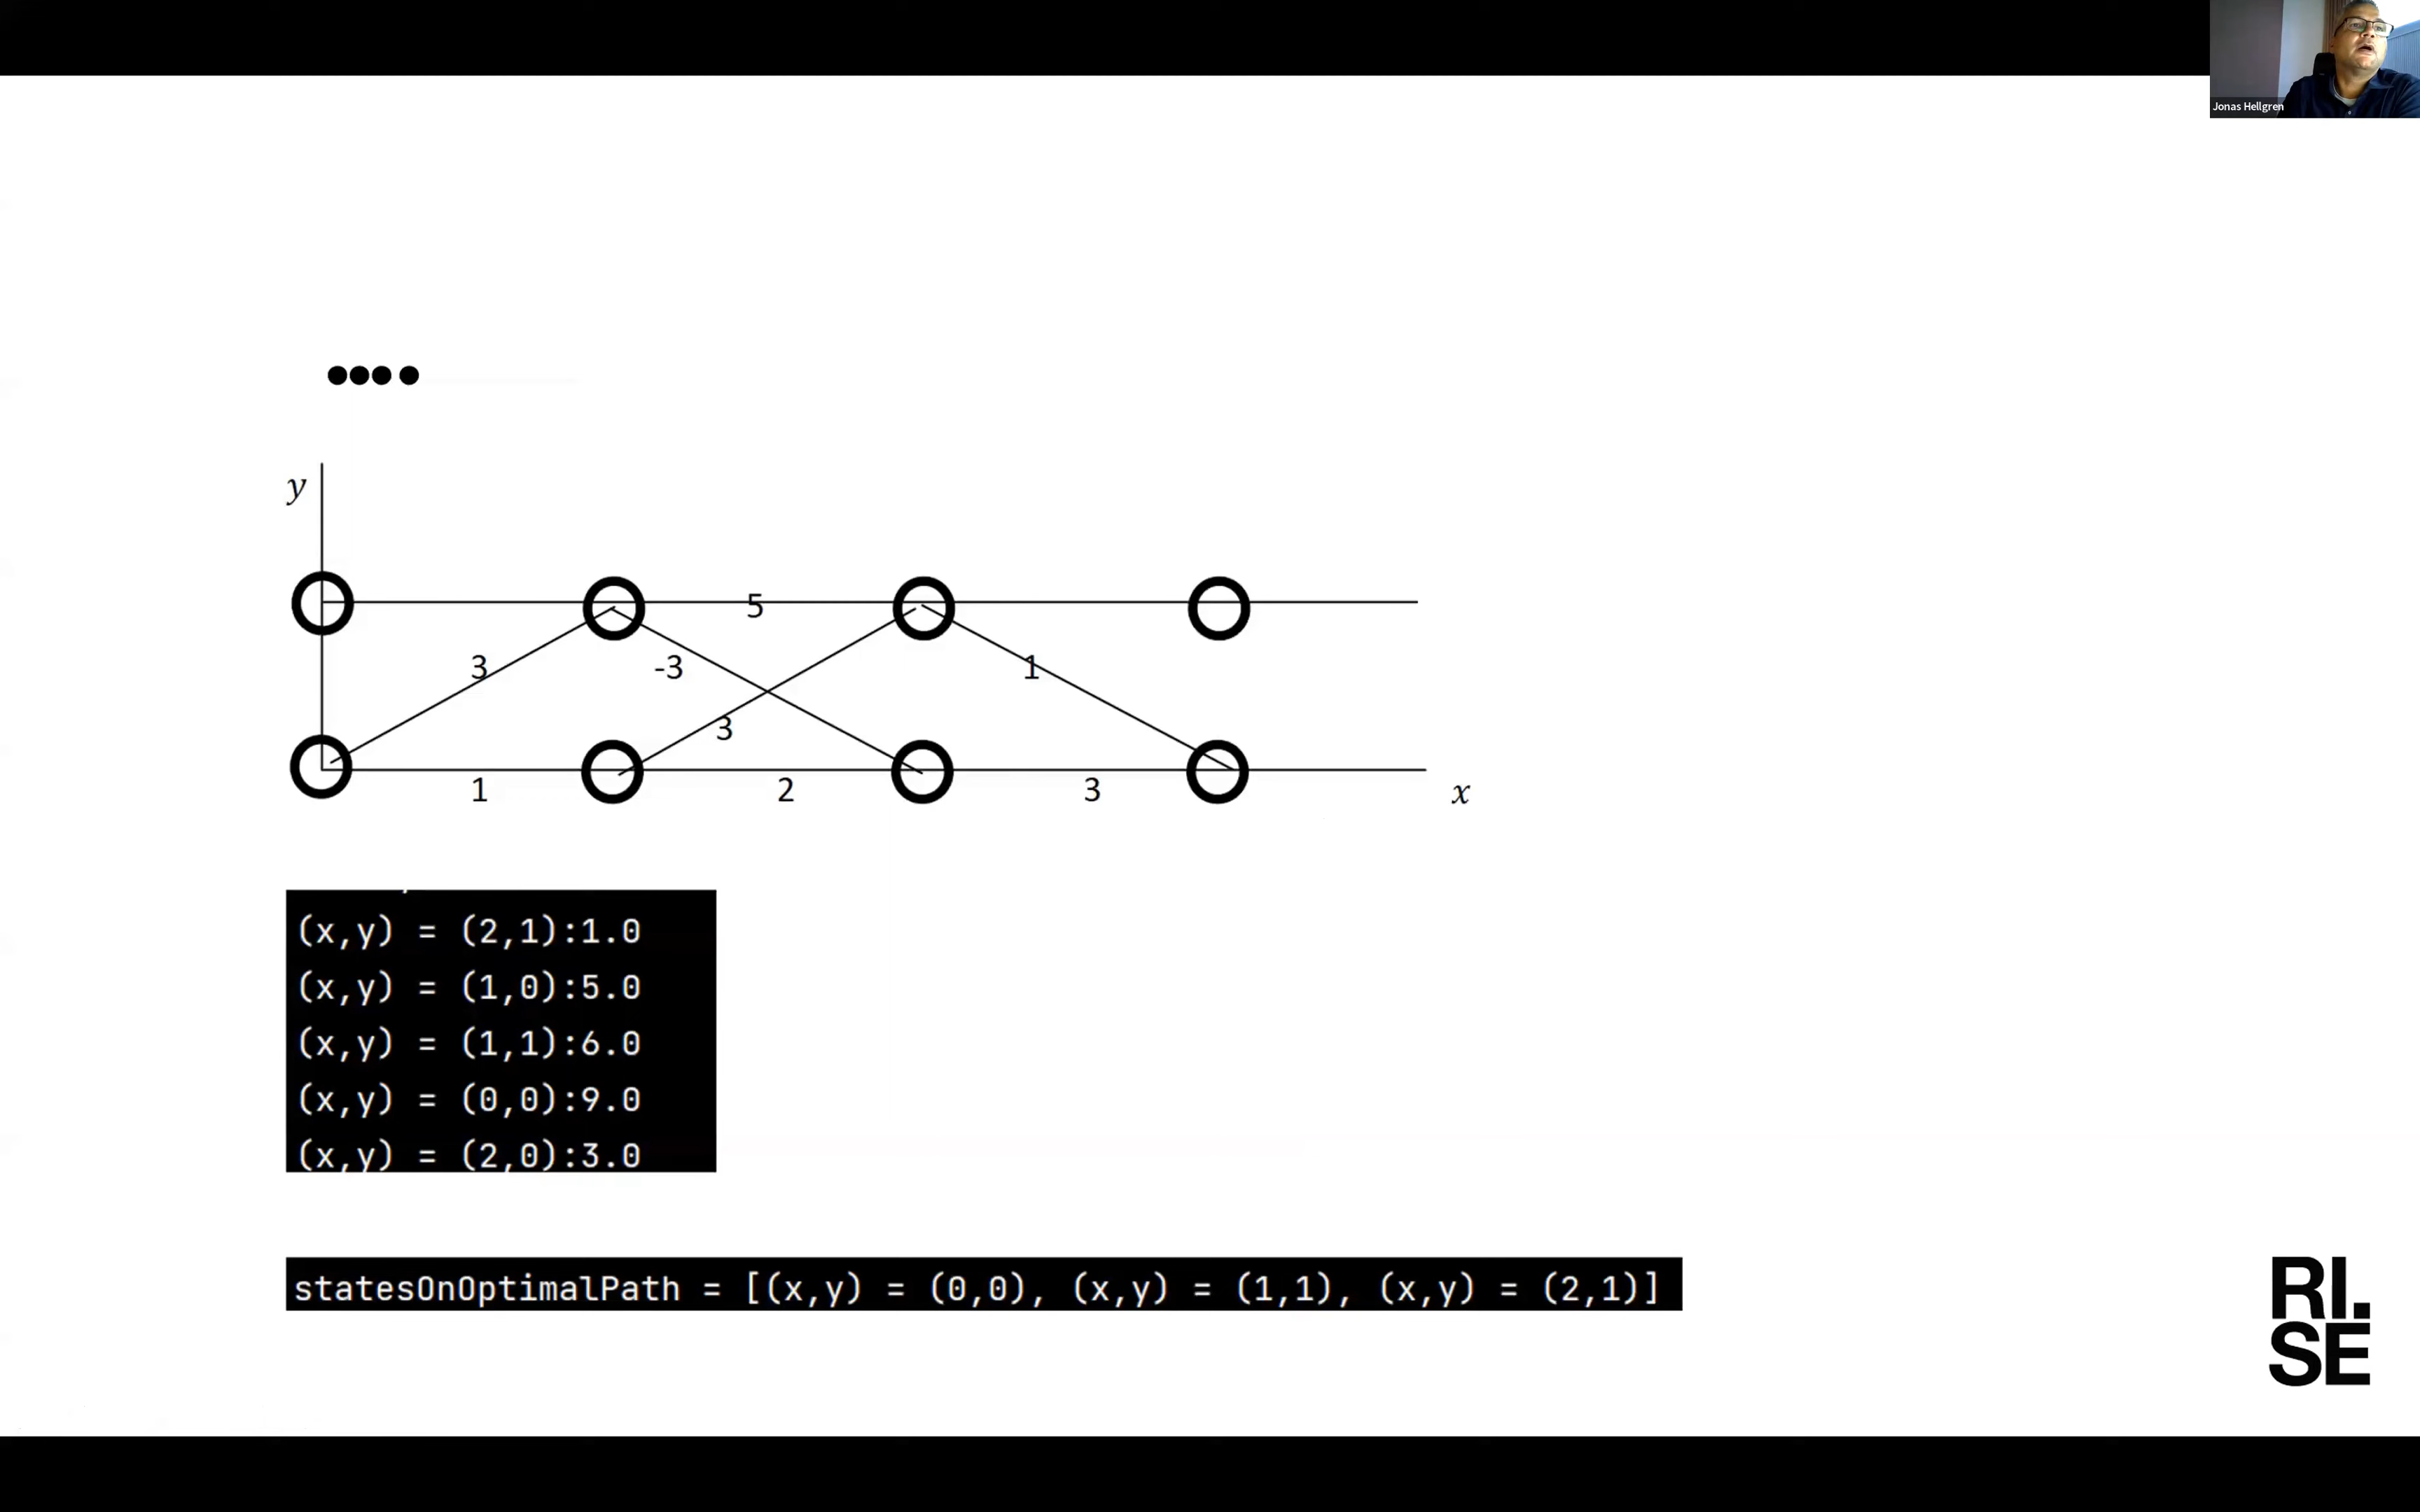 Jonas Hellgren
y
5
3
-3
1
3
1
2
3
x
(x,y) = (2,1):1.0
(x,y) = (1,0):5.0
(x,y) = (1,1):6.0
(x,y) = (0,0):9.0
(x,y) = (2,0):3.0
statesOnOptimalPath = [(x,y) = (0,0), (x,y) = (1,1), (x,y) = (2,1)]
RI.
SE